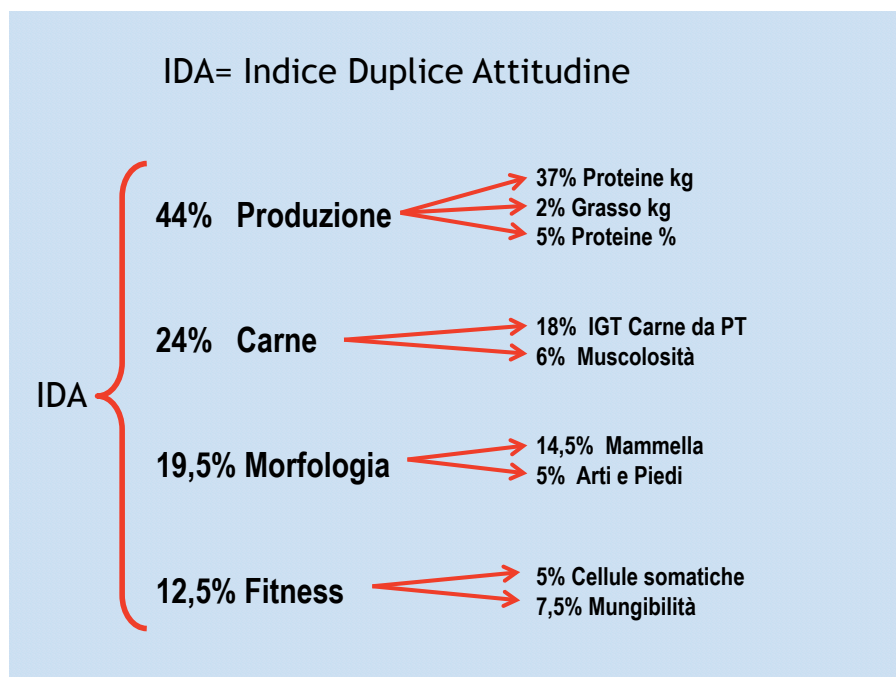 IDA= Indice Duplice Attitudine
44% Produzione
37% Proteine kg
2% Grasso kg
5% Proteine %
24% Carne
18% IGT Carne da PT
6% Muscolosità
IDA
19,5% Morfologia
14,5% Mammella
5% Arti e Piedi
12,5% Fitness
5% Cellule somatiche
7,5% Mungibilità